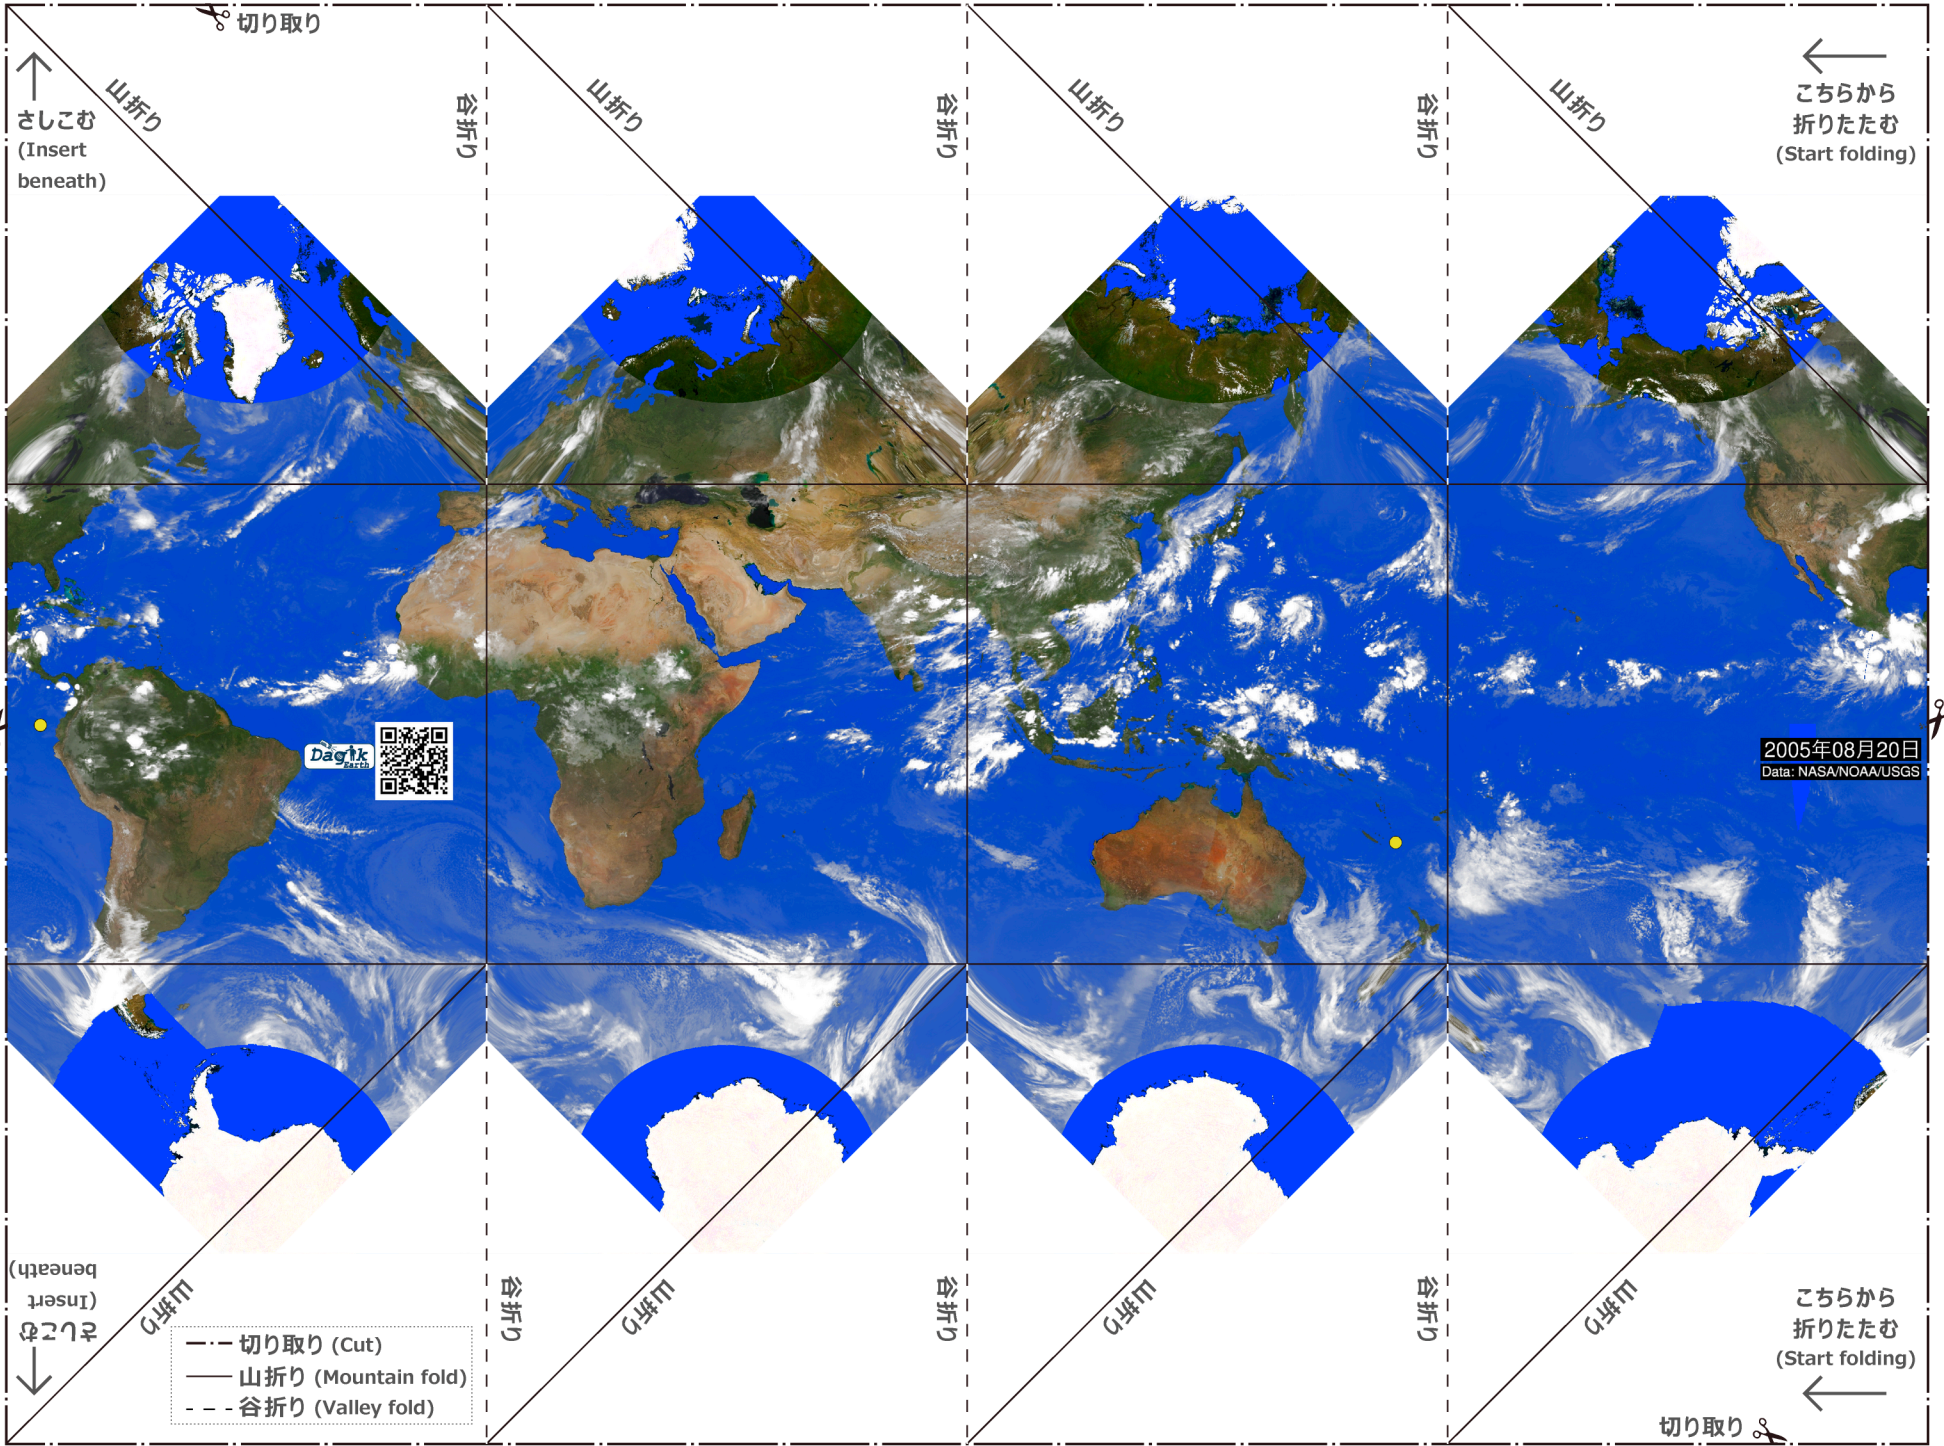 切り取り
山折り
谷折り
山折り
谷折り
山折り
谷折り
山折り
さしこむ
(Insert
beneath)
こちらから
折りたたむ
(Start folding)
Dagik
Earth
2005年08月20日
Data: NASA/NOAA/USGS
さしこむ
(Insert
beneath)
山折り
谷折り
山折り
谷折り
山折り
谷折り
山折り
こちらから
折りたたむ
(Start folding)
切り取り (Cut)
山折り (Mountain fold)
谷折り (Valley fold)
切り取り